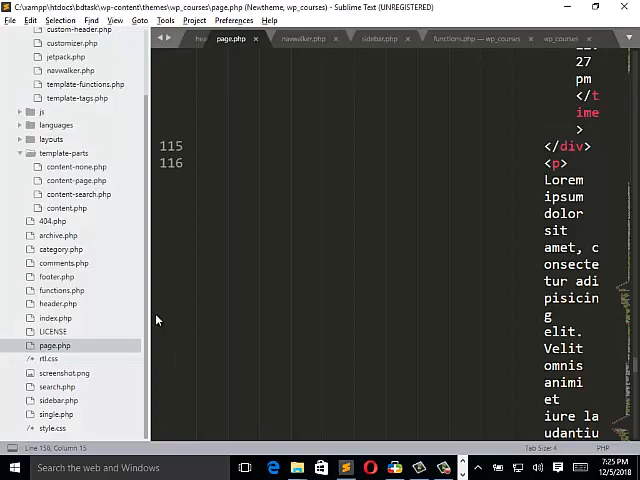 C:\xampp\htdocs\bdtask\wp-content\themes\wp_courses\page.php (Newtheme, wp_courses) - Sublime Text (UNREGISTERED)
File Edit Selection Find View Goto Tools Project Preferences Help
hea page.php × navwalker.php × sidebar.php × functions.php — wp_courses × wp_courses ×
custom-header.php
customizer.php
jetpack.php
navwalker.php
template-functions.php
template-tags.php
js
languages
layouts
template-parts
content-none.php
content-page.php
content-search.php
content.php
404.php
archive.php
category.php
comments.php
footer.php
functions.php
header.php
index.php
LICENSE
page.php
rtl.css
screenshot.php
search.php
sidebar.php
single.php
style.css
27
pm
</t
ime
>
115 </div>
116 <p>
Lorem
ipsum
dolor
sit
amet, c
onsecte
tur adi
pisicin
g
elit.
Velit
omnis
animi
et
iure la
udantiu
Line 158, Column 15 Tab Size: 4 PHP
Search the web and Windows
7:25 PM
12/5/2018